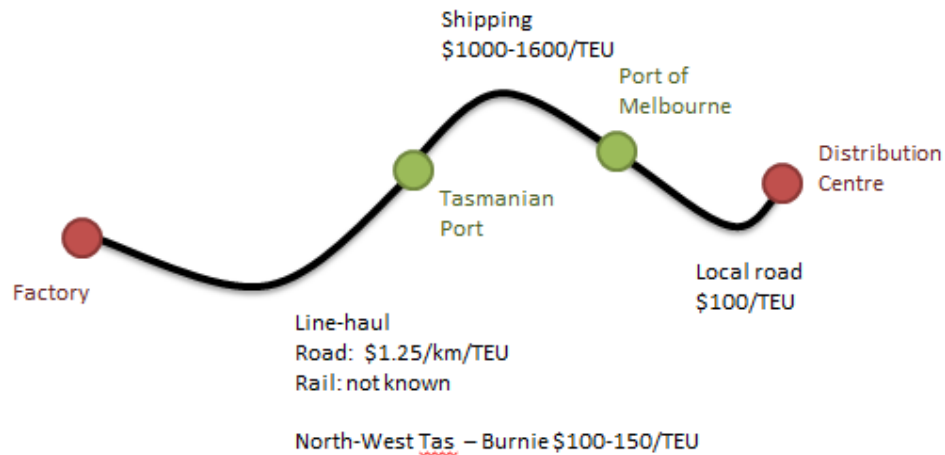 Shipping
$1000-1600/TEU
Port of
Melbourne
Distribution
Centre
Tasmanian
Port
Factory
Local road
$100/TEU
Line-haul
Road:  $1.25/km/TEU
Rail: not known
North-West Tas – Burnie $100-150/TEU